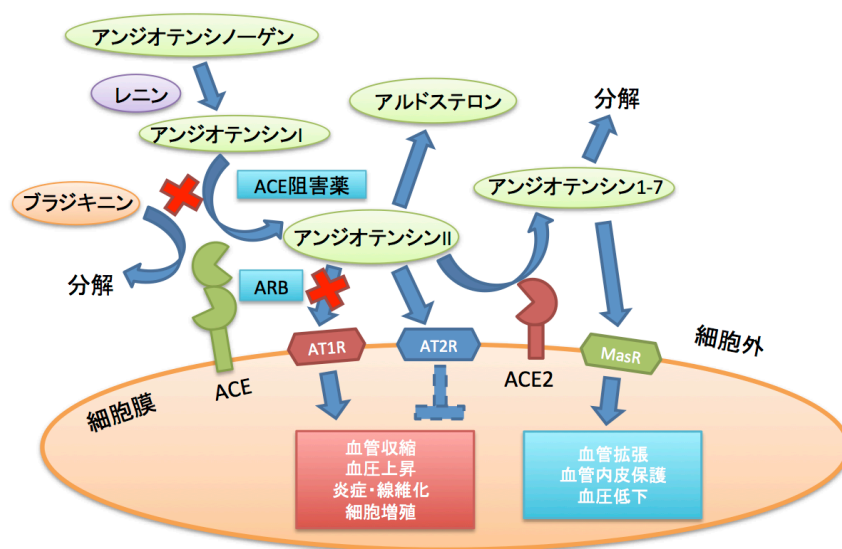 アンジオテンシノーゲン
レニン
アンジオテンシンI
アルドステロン
分解
ACE阻害薬
アンジオテンシン1-7
ブラジキニン
アンジオテンシンII
分解
ARB
細胞外
AT1R
AT2R
MasR
ACE
ACE2
細胞膜
血管収縮
血圧上昇
炎症・線維化
細胞増殖
血管拡張
血管内皮保護
血圧低下